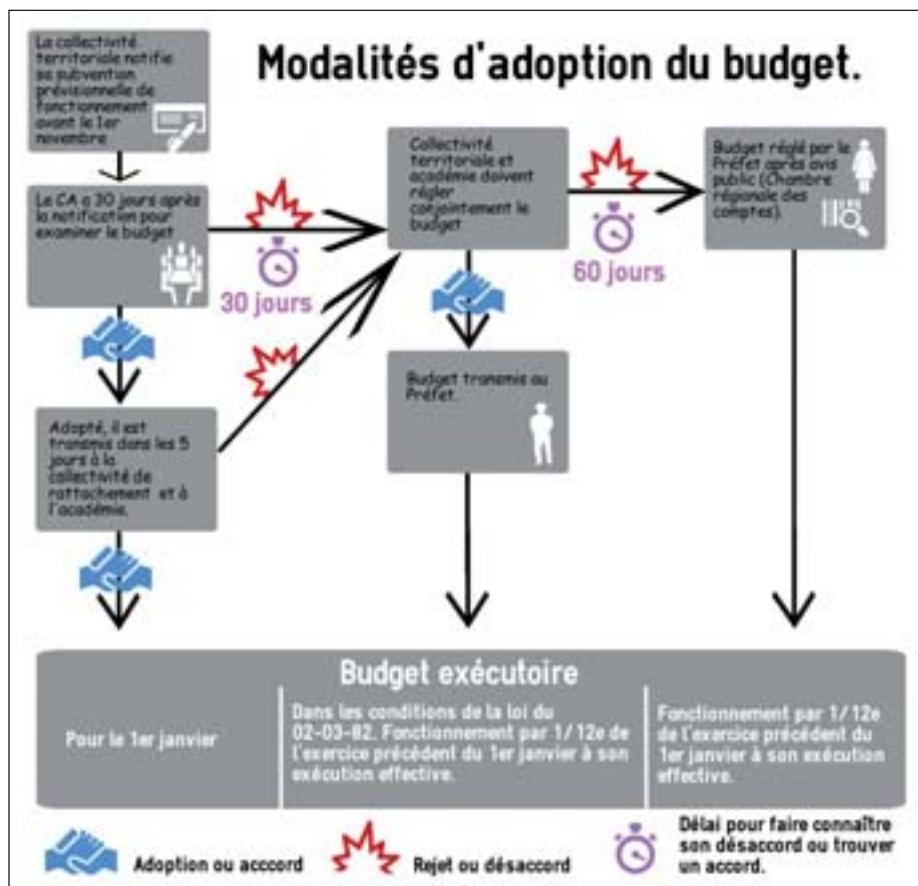 Modalités d'adoption du budget.
La collectivité
territoriale notifie
sa subvention
prévisionnelle de
fonctionnement
avant le 1er
novembre
Le CA a 30 jours après
la notification pour
examiner le budget
30 jours
Collectivité
territoriale et
académie doivent
régler
conjointement le
budget
60 jours
Budget réglé par le
Préfet après avis
public (Chambre
régionale des
comptes).
Adopté, il est
transmis dans les 5
jours à la
collectivité de
rattachement et à
l'académie.
Budget transmis au
Préfet.
Budget exécutoire
Pour le 1er janvier
Dans les conditions de la loi du
02-03-82. Fonctionnement par 1/12e de
l'exercice précédent du 1er janvier à son
exécution effective.
Fonctionnement par 1/12e
de l'exercice précédent du
1er janvier à son exécution
effective.
Adoption ou acccord
Rejet ou désaccord
Délai pour faire connaître
son désaccord ou trouver
un accord.